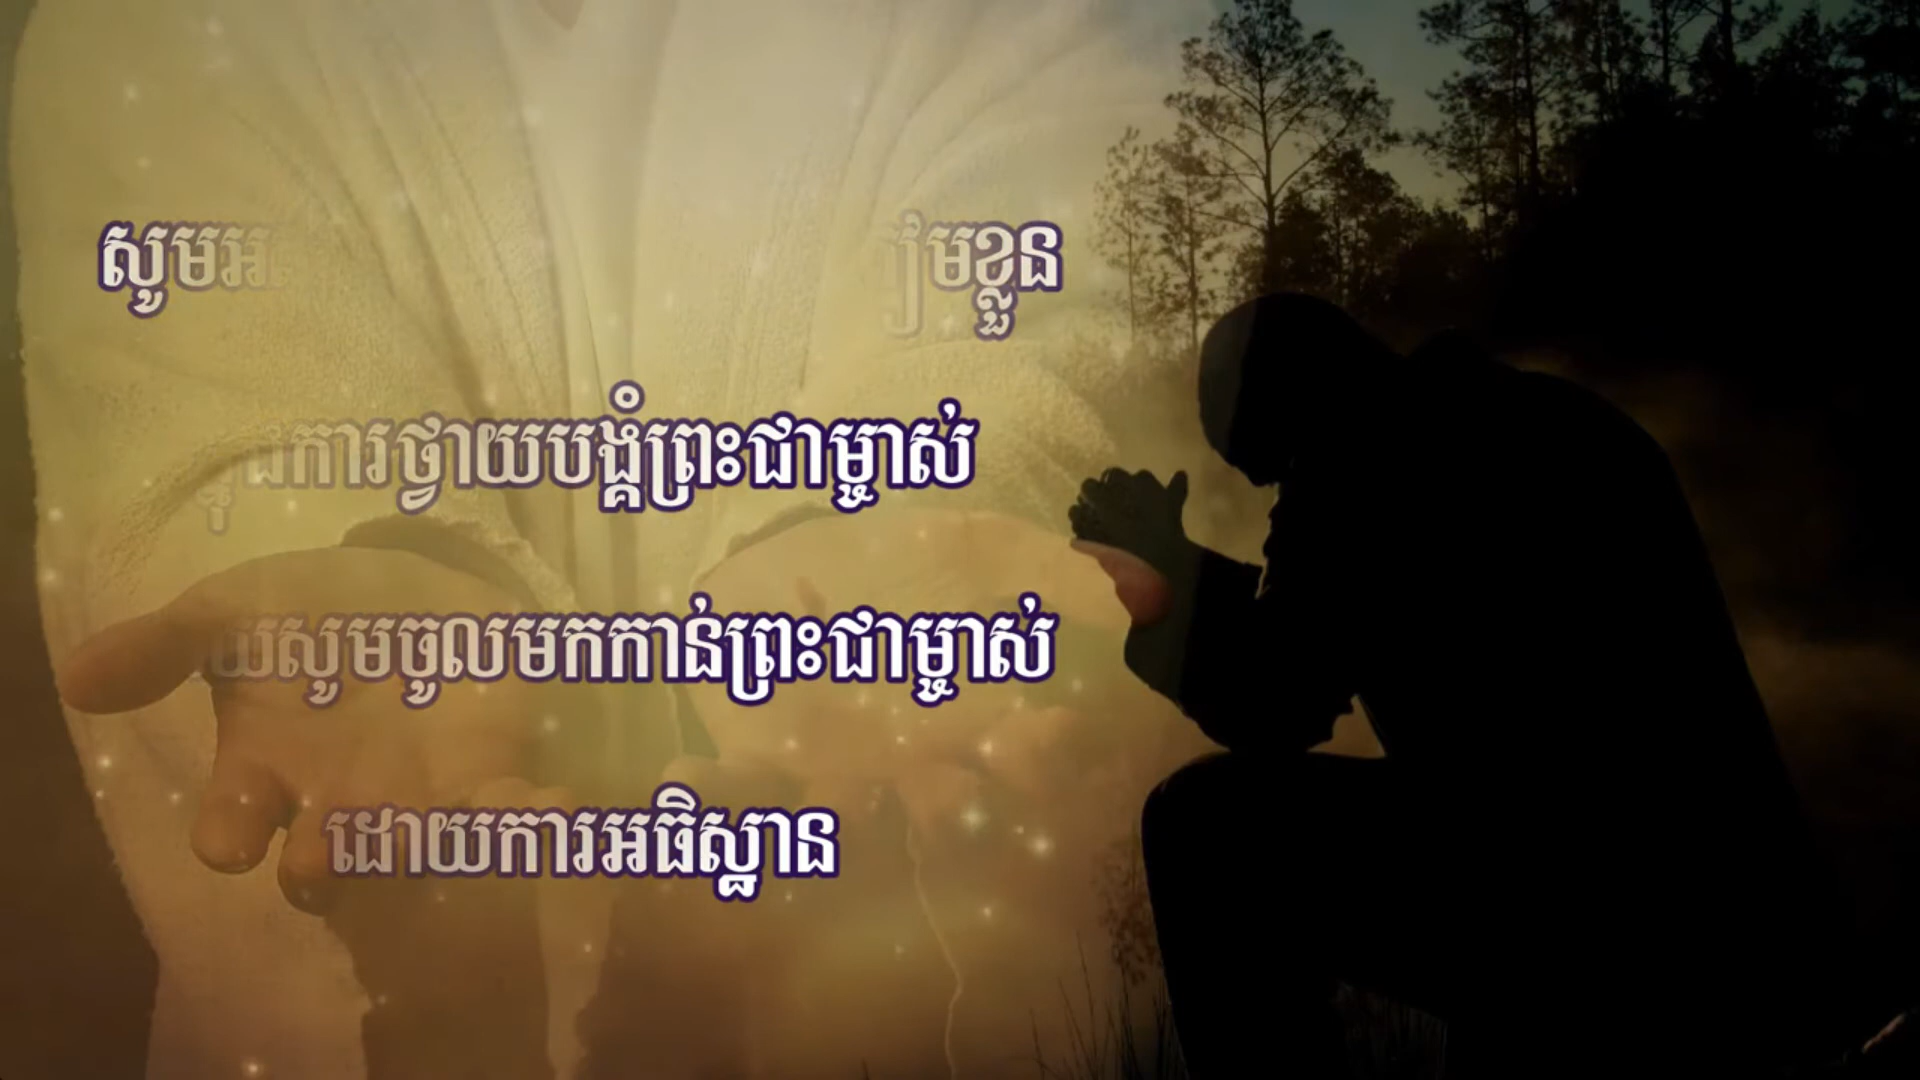 សូម ខ្លួន
ការថ្វាយបង្គំព្រះជាម្ចាស់
សូមចូលមកកាន់ព្រះជាម្ចាស់
ដោយការអធិស្ឋាន